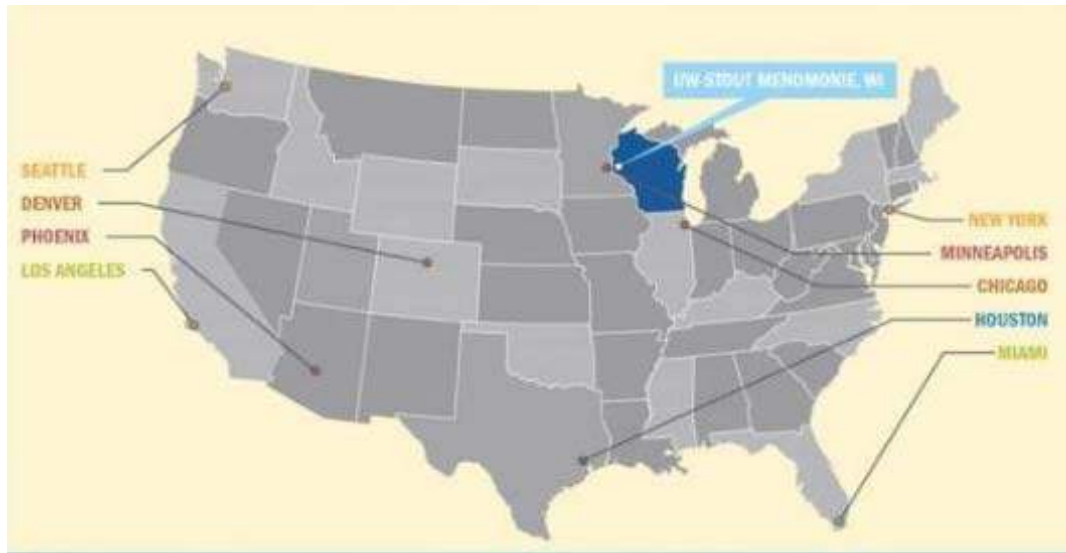 UW-STOUT MENOMONIE, WI
SEATTLE
DENVER
PHOENIX
LOS ANGELES
NEW YORK
MINNEAPOLIS
CHICAGO
HOUSTON
MIAMI